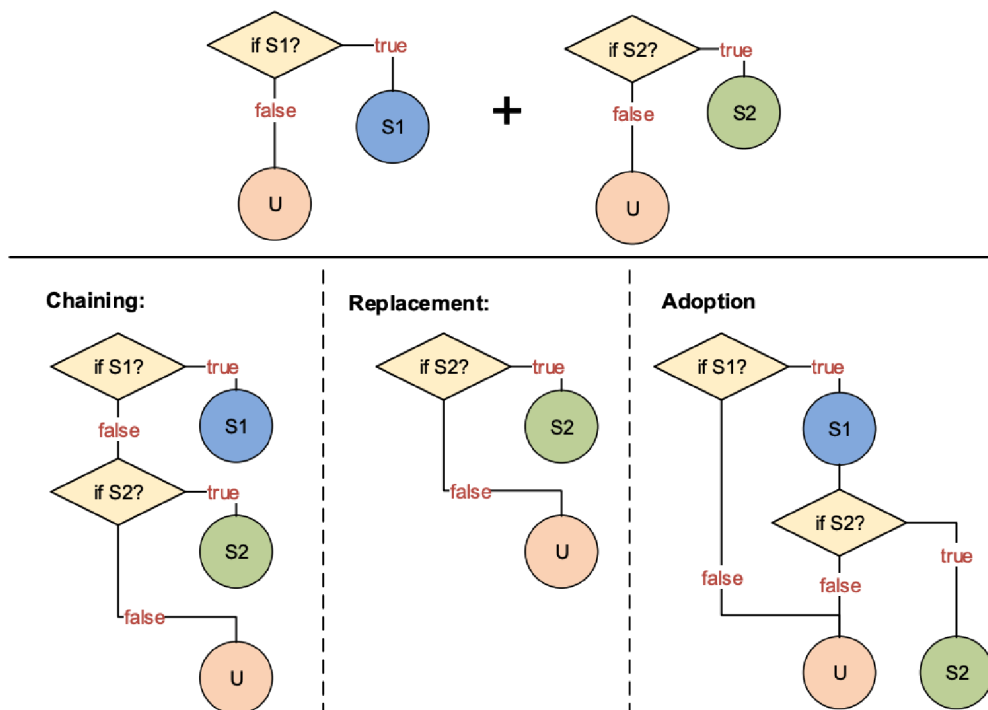 if S1?
true
S1
false
U
+
if S2?
true
S2
false
U
Chaining:
if S1?
true
S1
false
if S2?
true
S2
false
U
Replacement:
if S2?
true
S2
false
U
Adoption
if S1?
true
S1
if S2?
true
false
false
U
S2